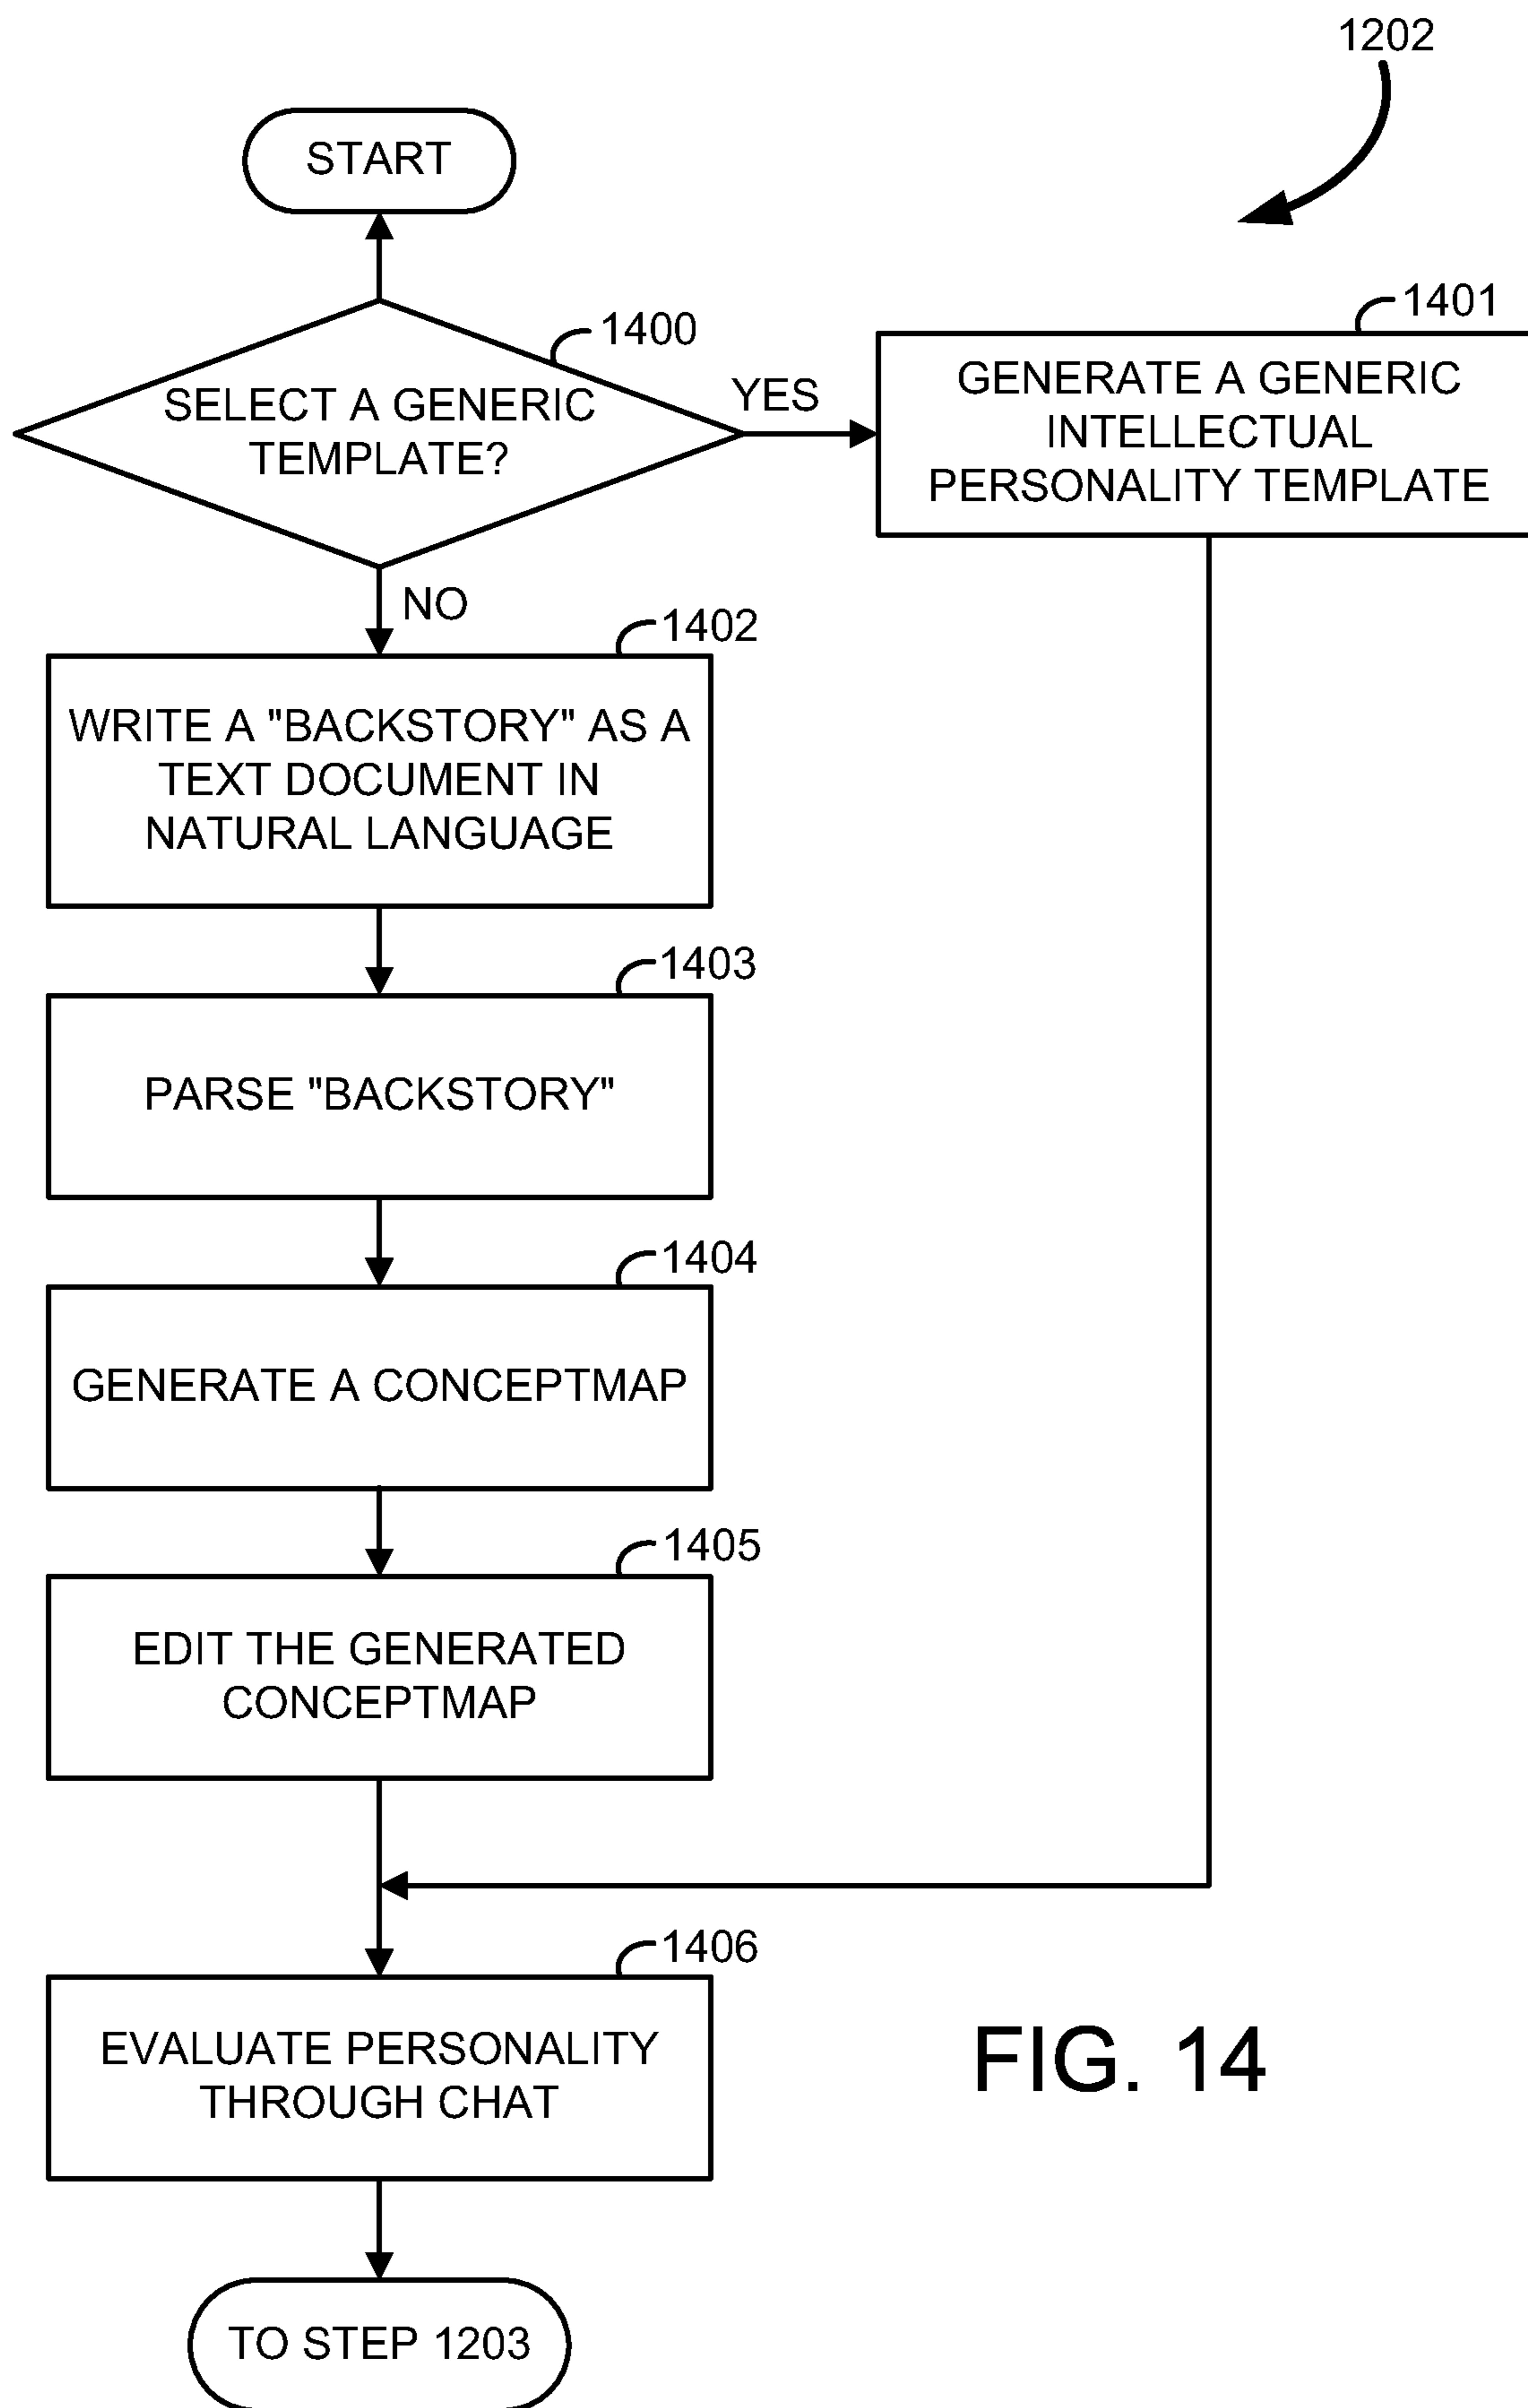 1202
START
1400
SELECT A GENERIC
TEMPLATE?
YES
1401
GENERATE A GENERIC
INTELLECTUAL
PERSONALITY TEMPLATE
NO
1402
WRITE A "BACKSTORY" AS A
TEXT DOCUMENT IN
NATURAL LANGUAGE
1403
PARSE "BACKSTORY"
1404
GENERATE A CONCEPTMAP
1405
EDIT THE GENERATED
CONCEPTMAP
1406
EVALUATE PERSONALITY
THROUGH CHAT
FIG. 14
TO STEP 1203